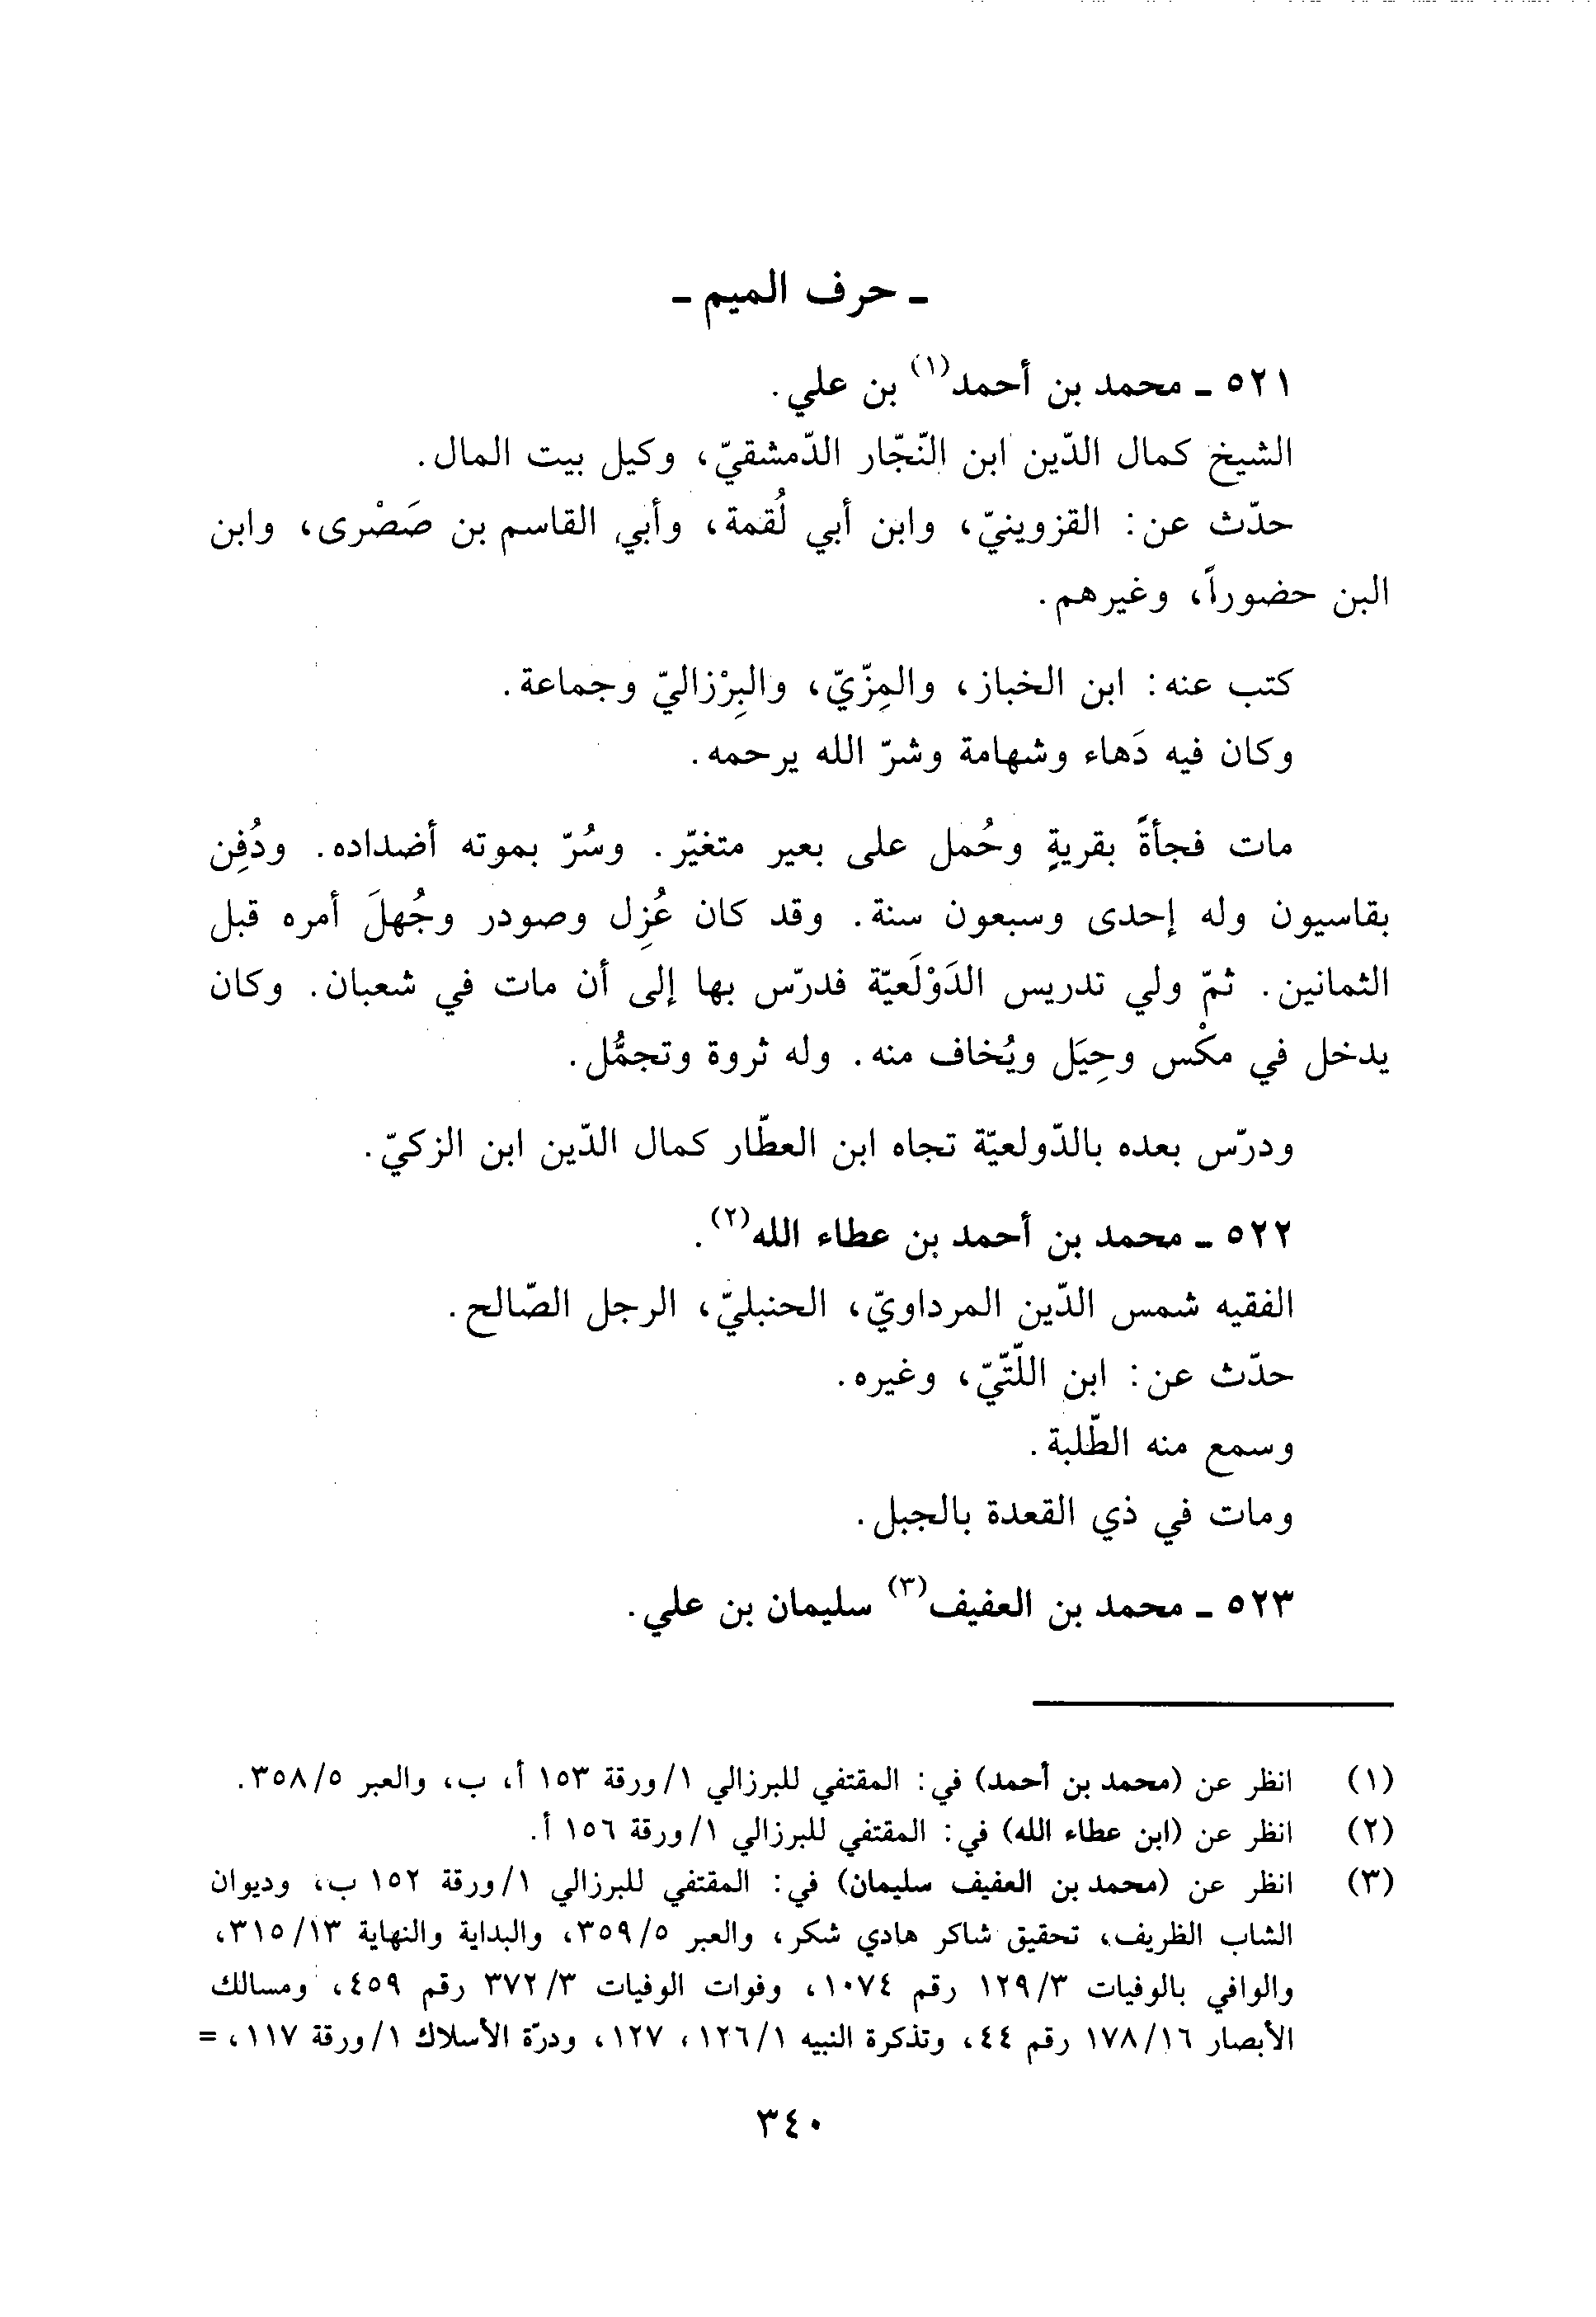 ـ حرف الميم ـ
٥٢١ ـ محمد بن أحمد(١) بن علي.
الشيخ كمال الدّين ابن النّجّار الدّمشقيّ، وكيل بيت المال.
حدّث عن: القزوينيّ، وابن أبي لُقمة، وأبي القاسم بن صَصْرى، وابن
البن حضوراً، وغيرهم.
كتب عنه: ابن الخباز، والمِزّيّ، والبِرْزاليّ وجماعة.
وكان فيه دَهاء وشهامة وشرّ الله يرحمه.
مات فجأةً بقريةٍ وحُمل على بعير متغيّر. وسُرّ بموته أضداده. ودُفِن
بقاسيون وله إحدى وسبعون سنة. وقد كان عُزِل وصودر وجُهلَ أمره قبل
الثمانين. ثمّ ولي تدريس الدَوْلَعيّة فدرّس بها إلى أن مات في شعبان. وكان
يدخل في مكْس وحِيَل ويُخاف منه. وله ثروة وتجمُّل.
ودرّس بعده بالدّولعيّة تجاه ابن العطّار كمال الدّين ابن الزكيّ.
٥٢٢ ـ محمد بن أحمد بن عطاء الله(٢).
الفقيه شمس الدّين المرداويّ، الحنبليّ، الرجل الصّالح.
حدّث عن: ابن اللّتّيّ، وغيره.
وسمع منه الطّلبة.
ومات في ذي القعدة بالجبل.
٥٢٣ ـ محمد بن العفيف(٣) سليمان بن علي.
(١) انظر عن (محمد بن أحمد) في: المقتفي للبرزالي ١/ورقة ١٥٣ أ، ب، والعبر ٣٥٨/٥.
(٢) انظر عن (ابن عطاء الله) في: المقتفي للبرزالي ١/ورقة ١٥٦ أ.
(٣) انظر عن (محمد بن العفيف سليمان) في: المقتفي للبرزالي ١/ورقة ١٥٢ ب، وديوان
الشاب الظريف، تحقيق شاكر هادي شكر، والعبر ٣٥٩/٥، والبداية والنهاية ٣١٥/١٣،
والوافي بالوفيات ١٢٩/٣ رقم ١٠٧٤، وفوات الوفيات ٣٧٢/٣ رقم ٤٥٩، ومسالك
الأبصار ١٧٨/١٦ رقم ٤٤، وتذكرة النبيه ١٢٦/١، ١٢٧، ودرّة الأسلاك ١/ورقة ١١٧، =
٣٤٠